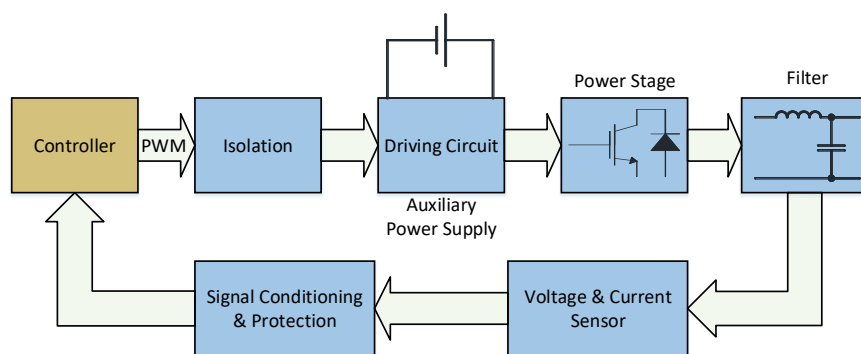 Power Stage
Filter
Controller
PWM
Isolation
Driving Circuit
Auxiliary
Power Supply
Signal Conditioning
& Protection
Voltage & Current
Sensor